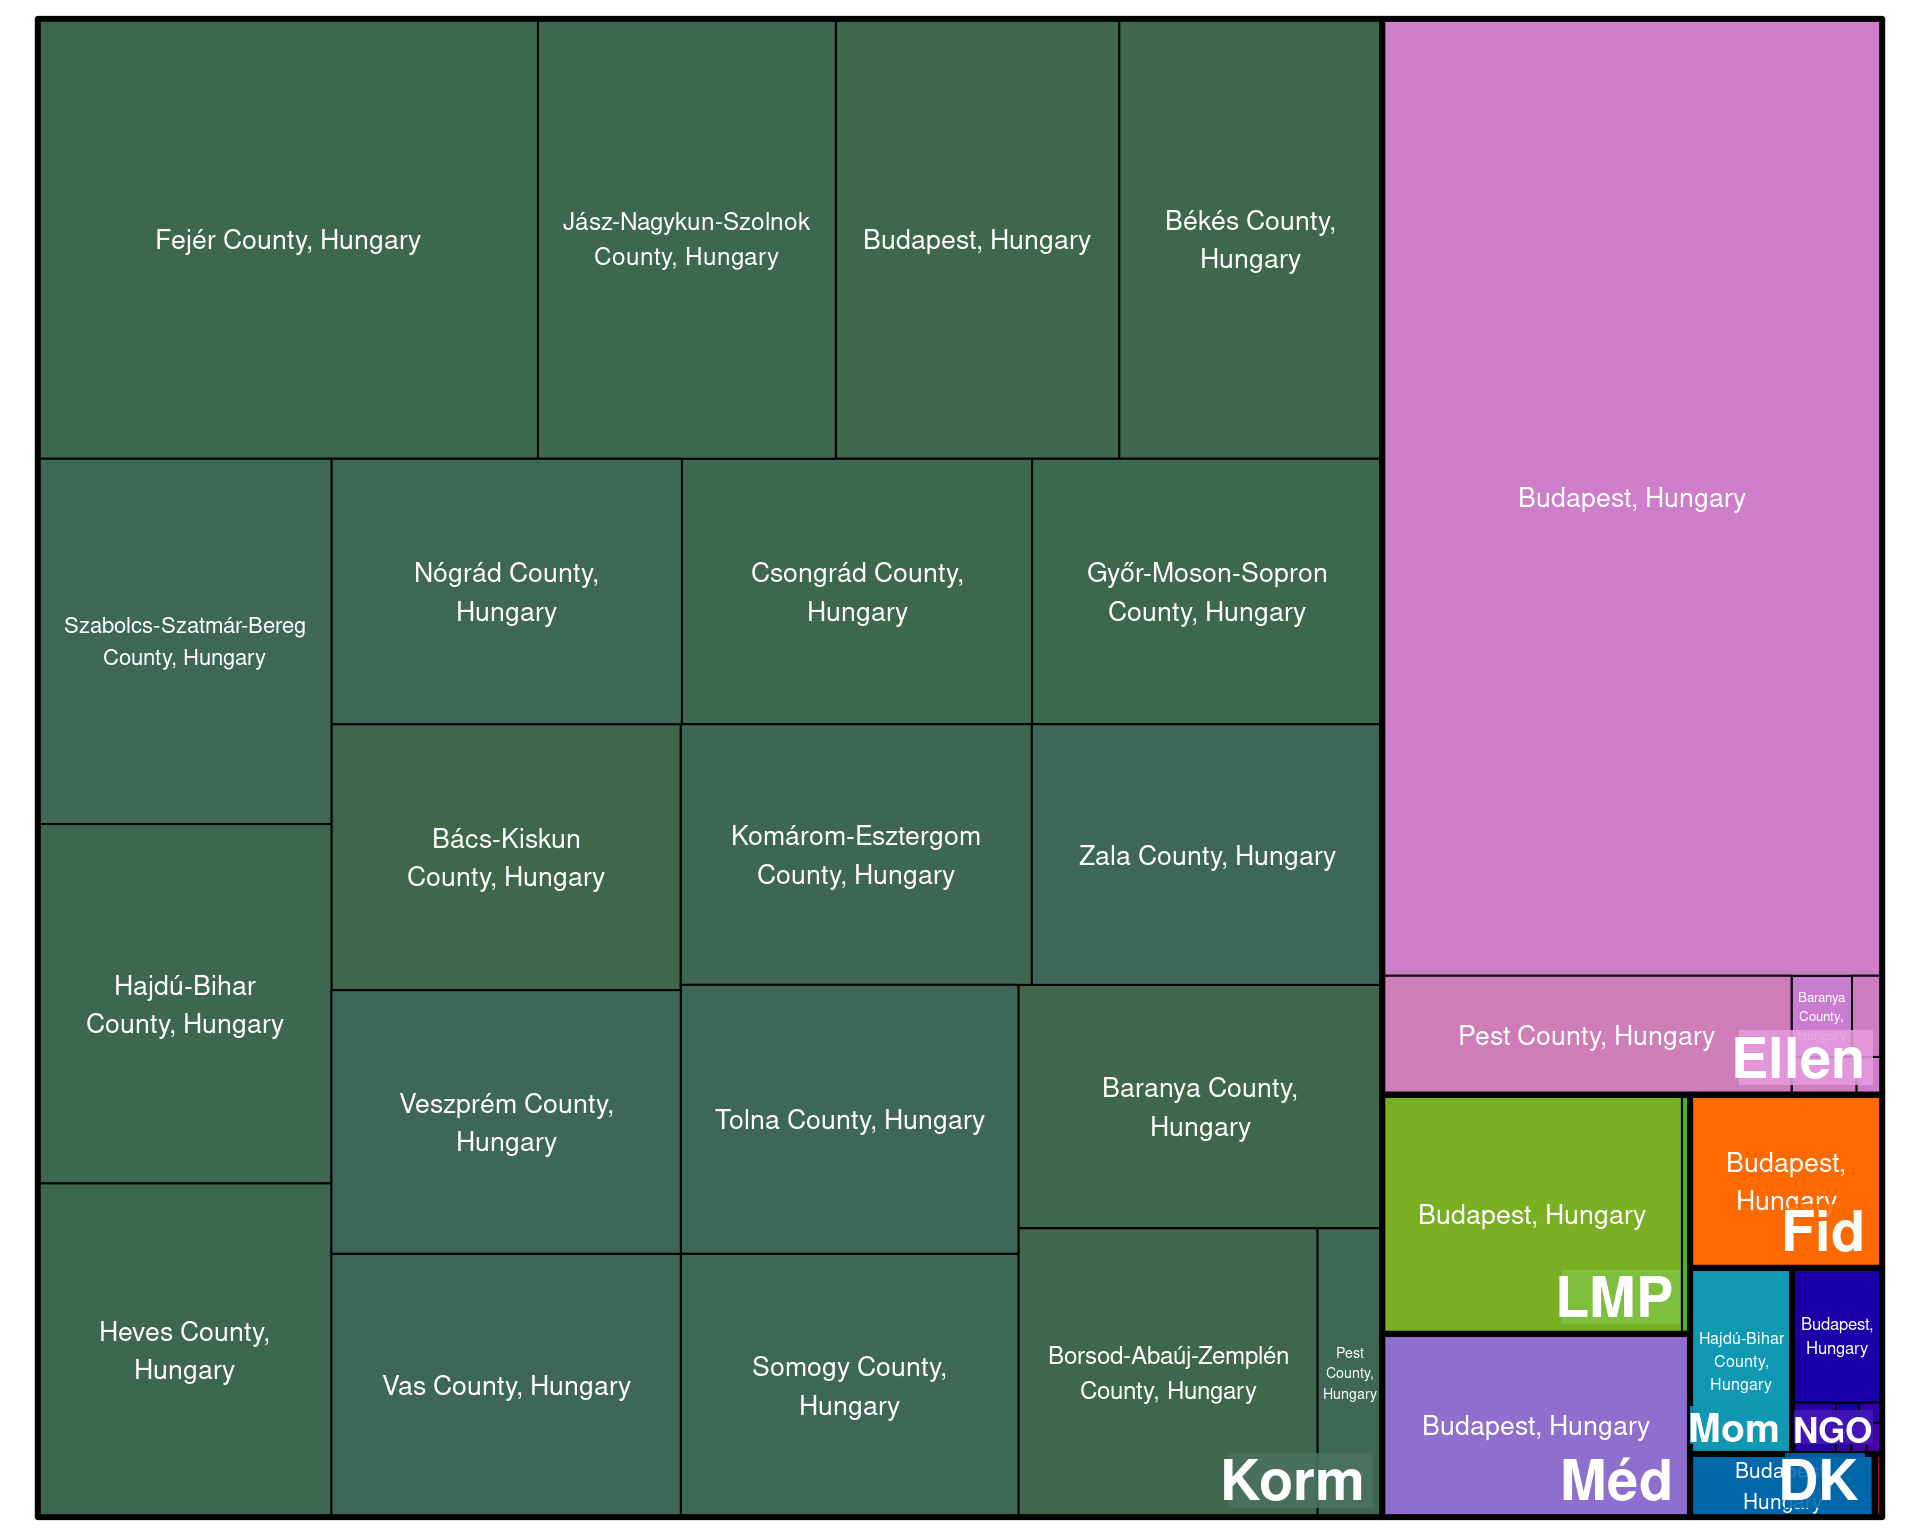 Fejér County, Hungary
Jász-Nagykun-Szolnok
County, Hungary
Budapest, Hungary
Békés County,
Hungary
Szabolcs-Szatmár-Bereg
County, Hungary
Nógrád County,
Hungary
Csongrád County,
Hungary
Győr-Moson-Sopron
County, Hungary
Hajdú-Bihar
County, Hungary
Bács-Kiskun
County, Hungary
Komárom-Esztergom
County, Hungary
Zala County, Hungary
Heves County,
Hungary
Veszprém County,
Hungary
Tolna County, Hungary
Baranya County,
Hungary
Vas County, Hungary
Somogy County,
Hungary
Borsod-Abaúj-Zemplén
County, Hungary
Pest
County,
Hungary
Korm
Budapest, Hungary
Pest County, Hungary
Baranya
County,
Hungary
Ellen
Budapest, Hungary
LMP
Budapest,
Hungary
Fid
Budapest, Hungary
Méd
Hajdú-Bihar
County,
Hungary
Mom
Budapest,
Hungary
NGO
Budapest,
Hungary
DK